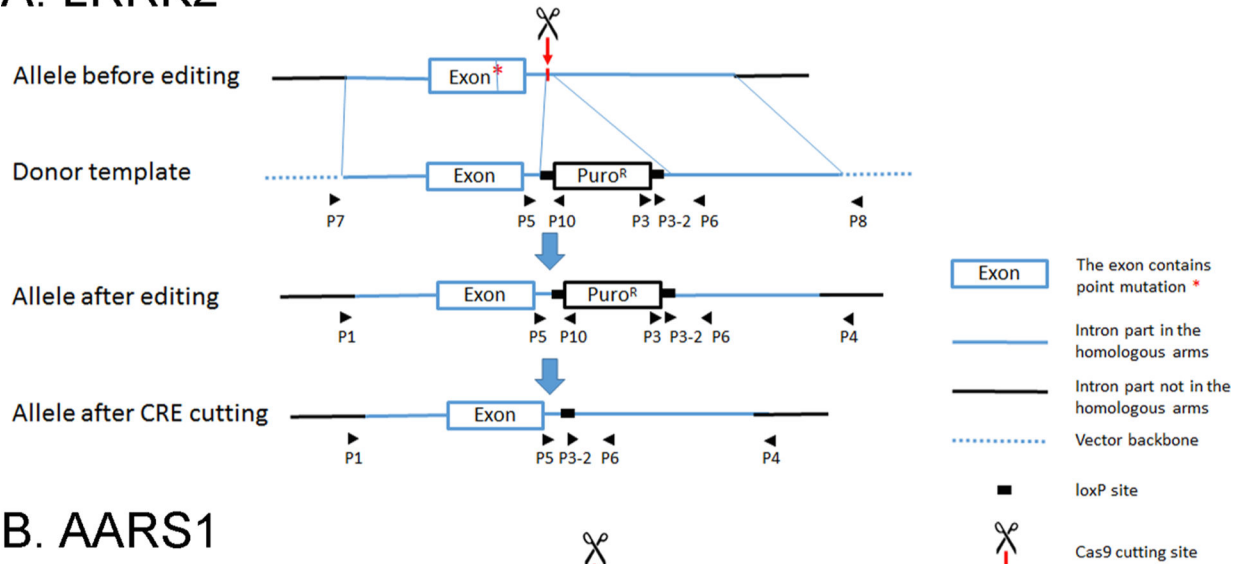 A. LRRK2
Allele before editing
Exon*
Donor template
Exon
PuroR
P7
P5 P10 P3 P3-2 P6
P8
Allele after editing
Exon
PuroR
P1
P5 P10 P3 P3-2 P6
P4
Allele after CRE cutting
Exon
P1
P5 P3-2 P6
P4
B. AARS1
Exon
The exon contains
point mutation *
Intron part in the
homologous arms
Intron part not in the
homologous arms
Vector backbone
loxP site
Cas9 cutting site